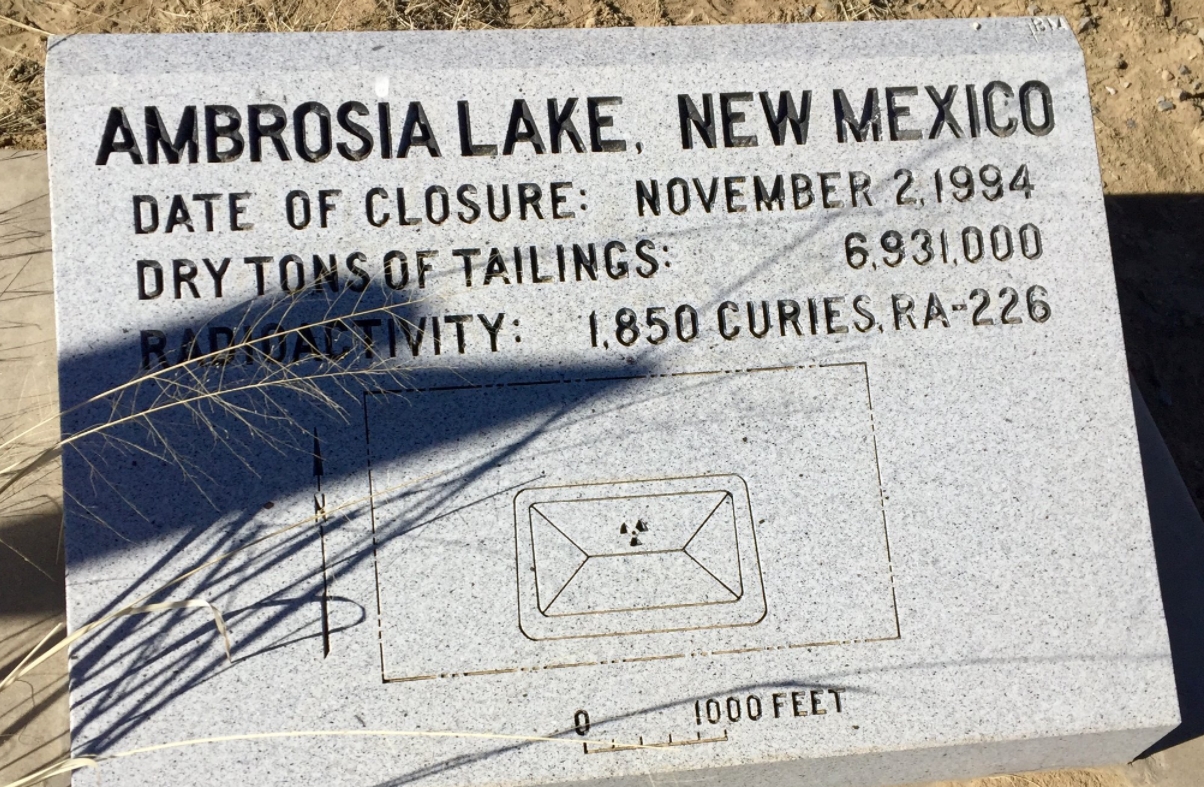 AMBROSIA LAKE, NEW MEXICO
DATE OF CLOSURE: NOVEMBER 2, 1994
DRY TONS OF TAILINGS: 6,931,000
RADIOACTIVITY: 1,850 CURIES, RA-226
N
0 1000 FEET